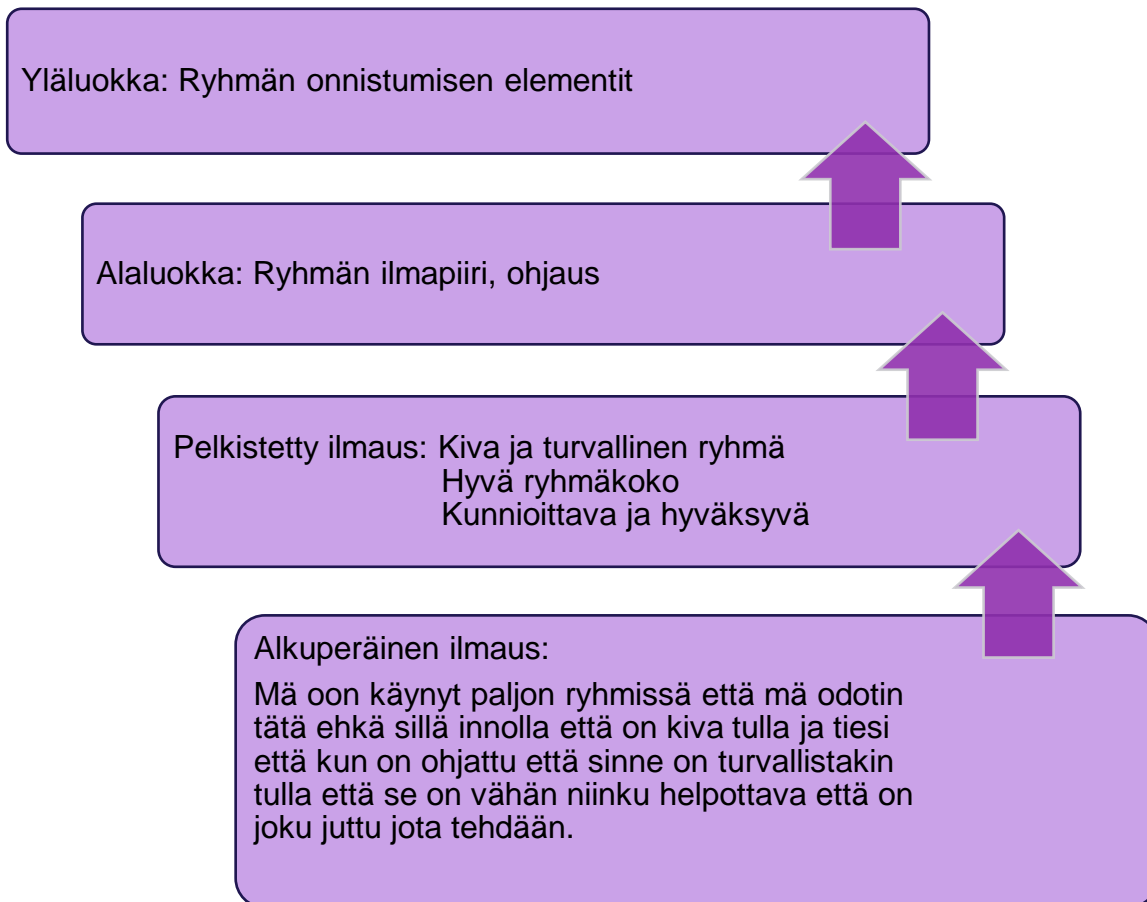 Yläluokka: Ryhmän onnistumisen elementit
Alaluokka: Ryhmän ilmapiiri, ohjaus
Pelkistetty ilmaus: Kiva ja turvallinen ryhmä
Hyvä ryhmäkoko
Kunnioittava ja hyväksyvä
Alkuperäinen ilmaus:
Mä oon käynyt paljon ryhmissä että mä odotin
tätä ehkä sillä innolla että on kiva tulla ja tiesi
että kun on ohjattu että sinne on turvallistakin
tulla että se on vähän niinku helpottava että on
joku juttu jota tehdään.